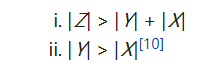 i. |Z| > |Y| + |X|
ii. |Y| > |X|[10]